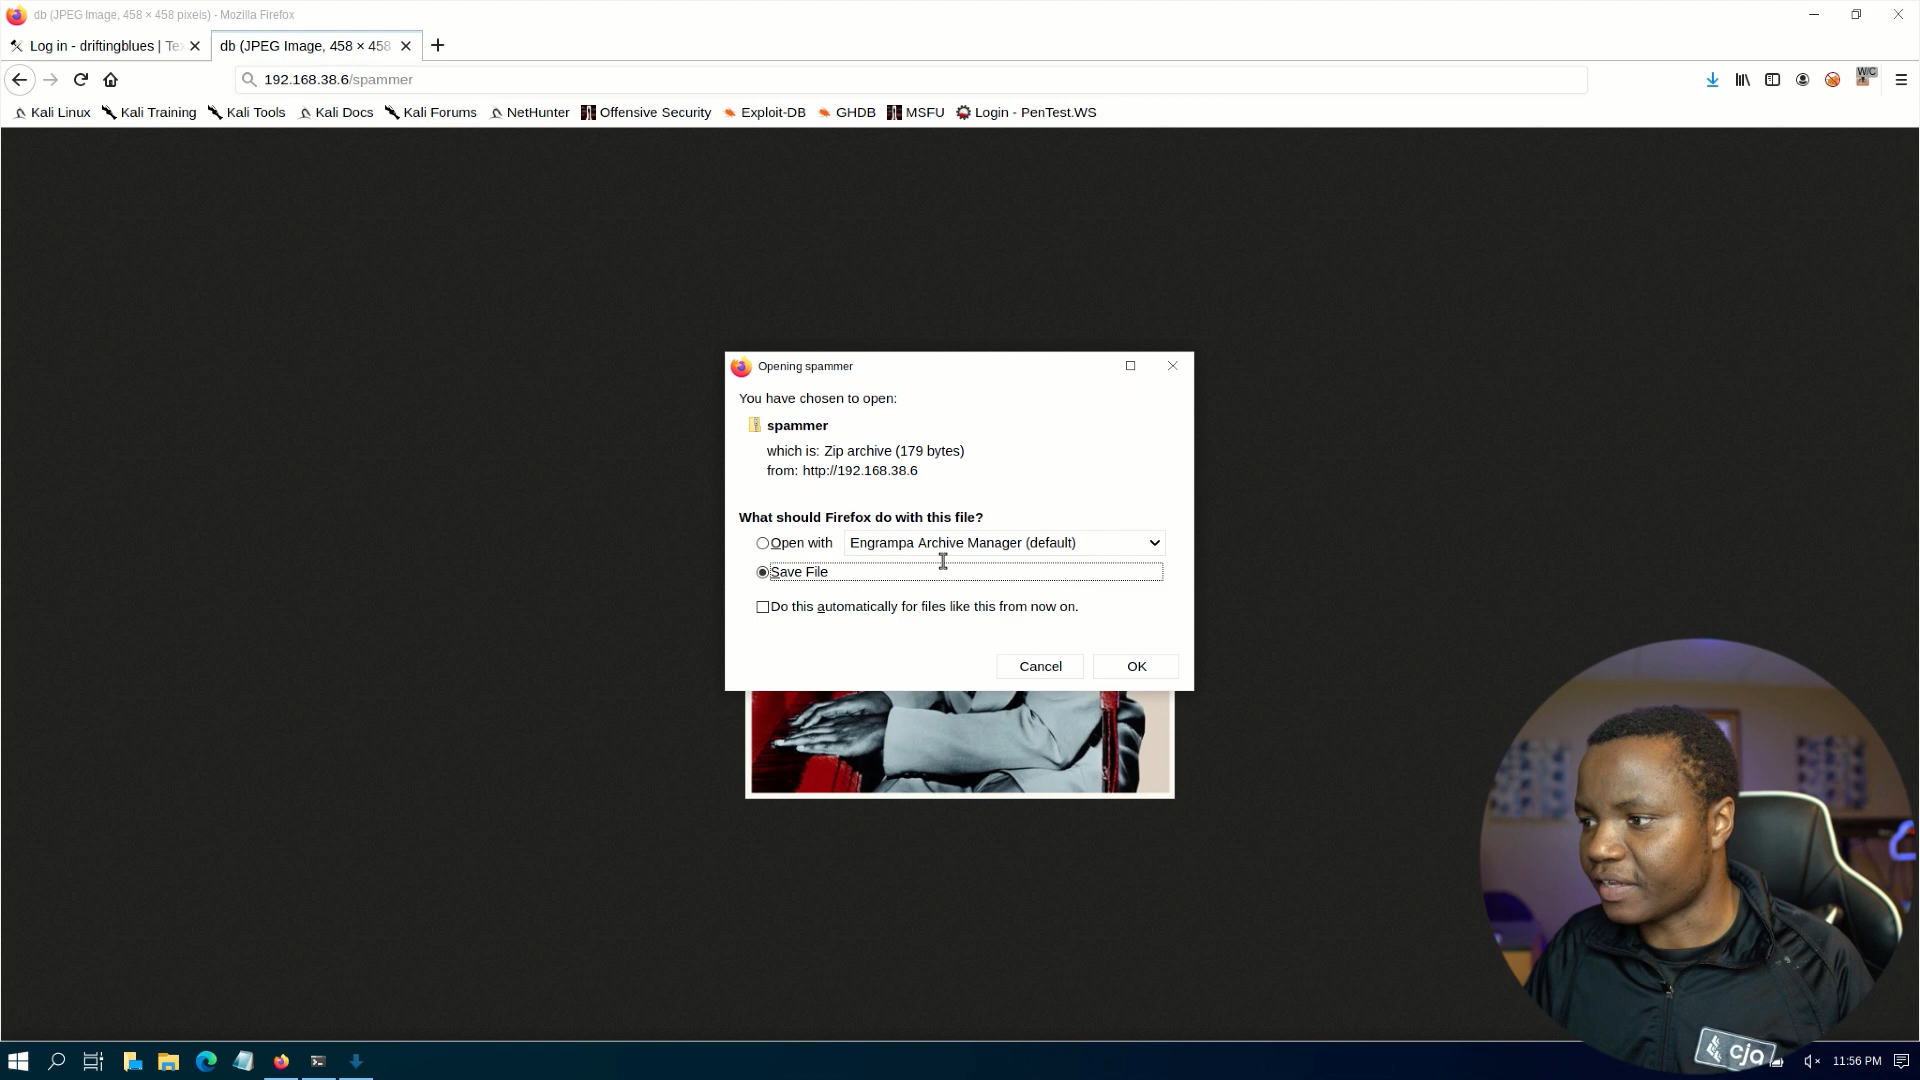 db (JPEG Image, 458 × 458 pixels) - Mozilla Firefox
Log in - driftingblues | Te
db (JPEG Image, 458 × 458
192.168.38.6/spammer
W/C
Kali Linux Kali Training Kali Tools Kali Docs Kali Forums NetHunter Offensive Security Exploit-DB GHDB MSFU Login - PenTest.WS
Opening spammer
You have chosen to open:
spammer
which is: Zip archive (179 bytes)
from: http://192.168.38.6
What should Firefox do with this file?
Open with Engrampa Archive Manager (default)
Save File
Do this automatically for files like this from now on.
Cancel OK
cja
11:56 PM